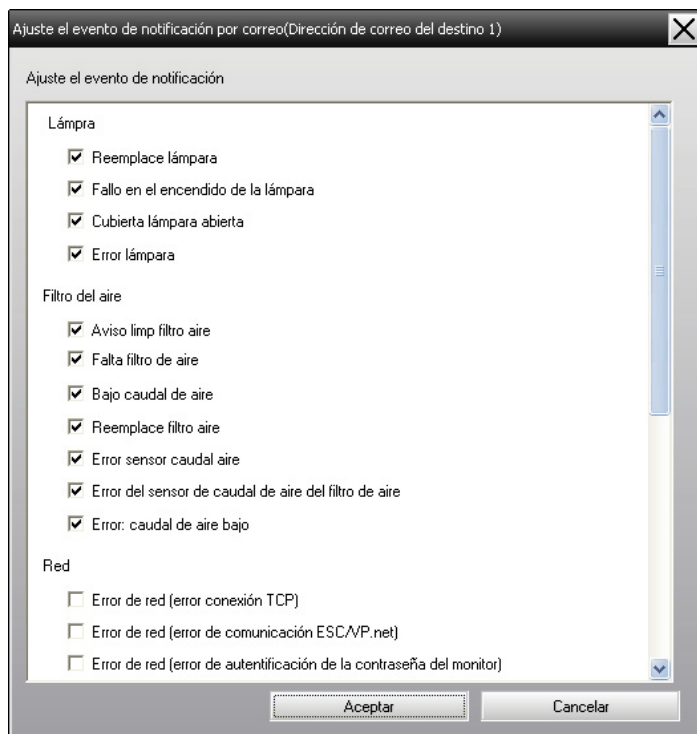 Ajuste el evento de notificación por correo(Dirección de correo del destino 1)
Ajuste el evento de notificación
Lámpra
Reemplace lámpara
Fallo en el encendido de la lámpara
Cubierta lámpara abierta
Error lámpara
Filtro del aire
Aviso limp filtro aire
Falta filtro de aire
Bajo caudal de aire
Reemplace filtro aire
Error sensor caudal aire
Error del sensor de caudal de aire del filtro de aire
Error: caudal de aire bajo
Red
Error de red (error conexión TCP)
Error de red (error de comunicación ESC/VP.net)
Error de red (error de autentificación de la contraseña del monitor)
Aceptar
Cancelar